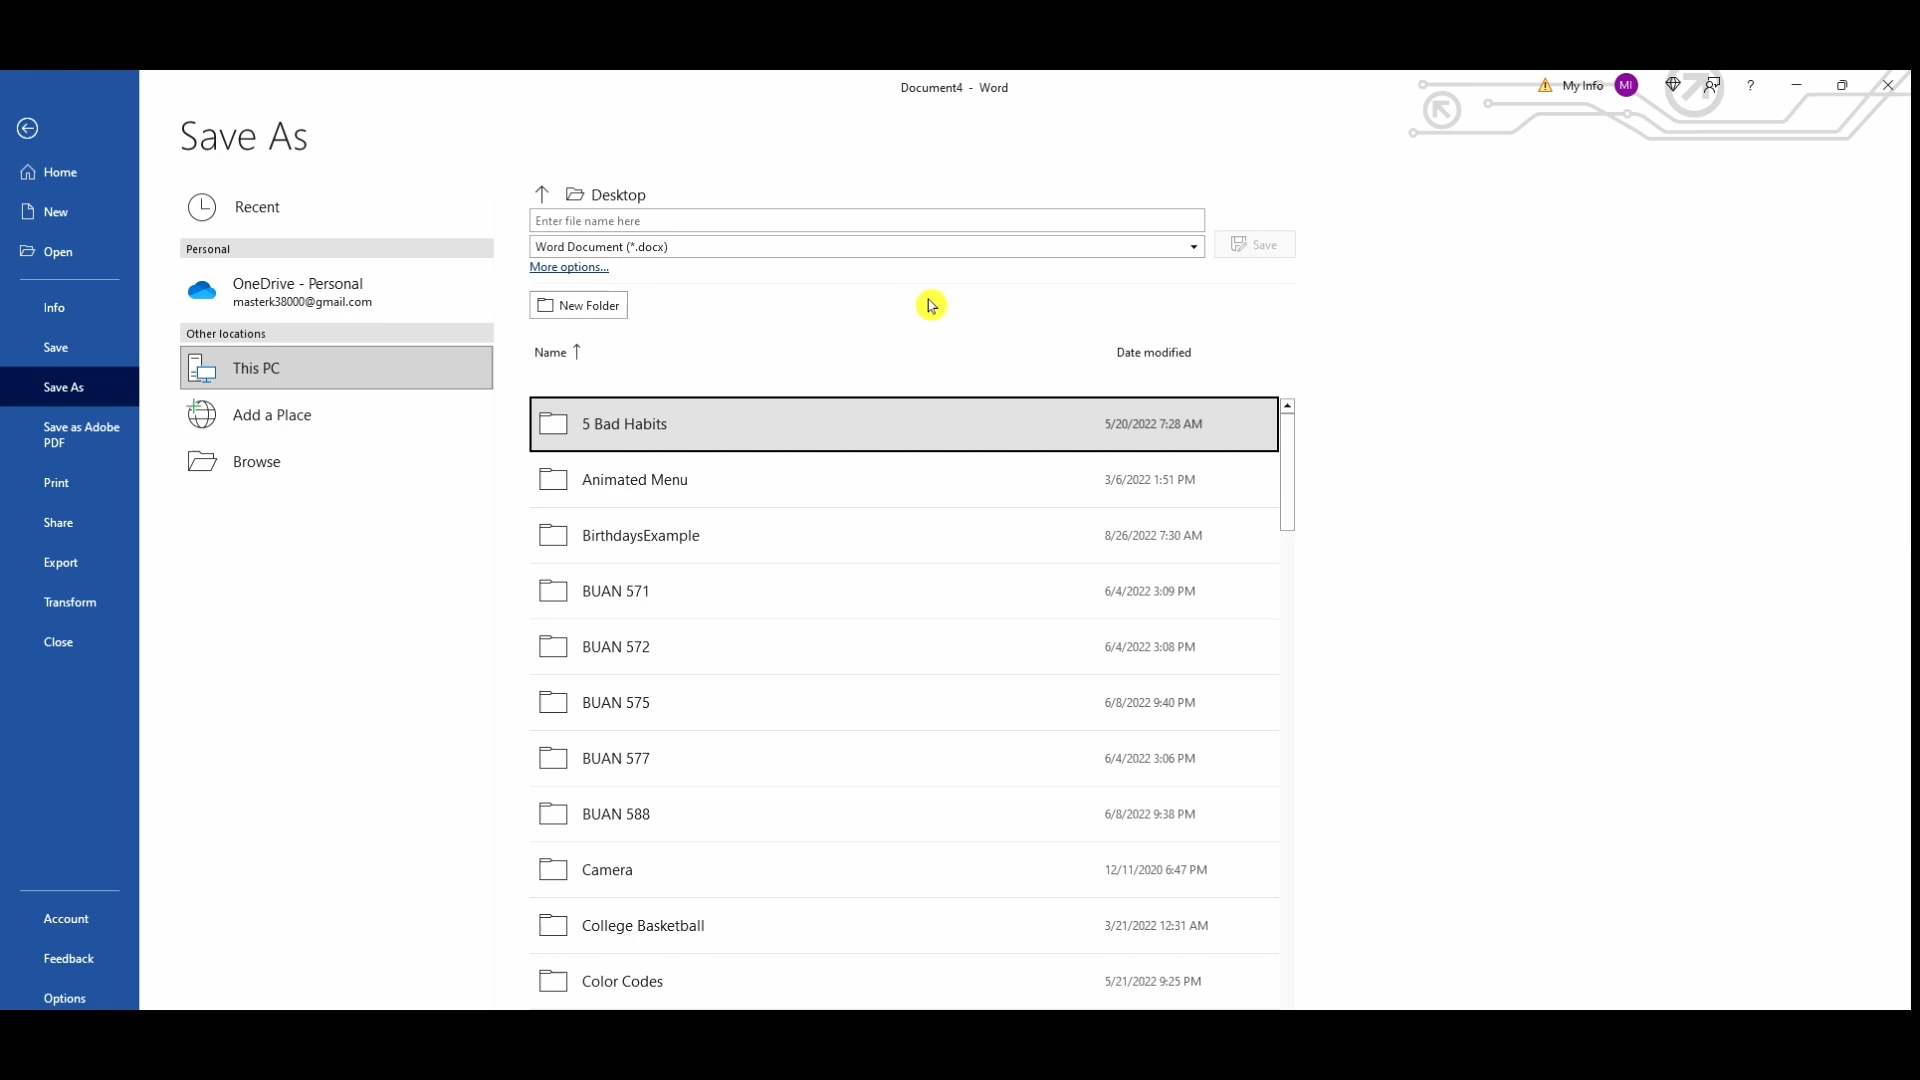 Document4 - Word
My Info
MI
?
Save As
Home
New
Open
Info
Save
Save As
Save as Adobe
PDF
Print
Share
Export
Transform
Close
Account
Feedback
Options
Recent
Personal
OneDrive - Personal
masterk38000@gmail.com
Other locations
This PC
Add a Place
Browse
Desktop
Enter file name here
Word Document (*.docx)
Save
More options...
New Folder
Name Date modified
5 Bad Habits 5/20/2022 7:28 AM
Animated Menu 3/6/2022 1:51 PM
BirthdaysExample 8/26/2022 7:30 AM
BUAN 571 6/4/2022 3:09 PM
BUAN 572 6/4/2022 3:08 PM
BUAN 575 6/8/2022 9:40 PM
BUAN 577 6/4/2022 3:06 PM
BUAN 588 6/8/2022 9:38 PM
Camera 12/11/2020 6:47 PM
College Basketball 3/21/2022 12:31 AM
Color Codes 5/21/2022 9:25 PM